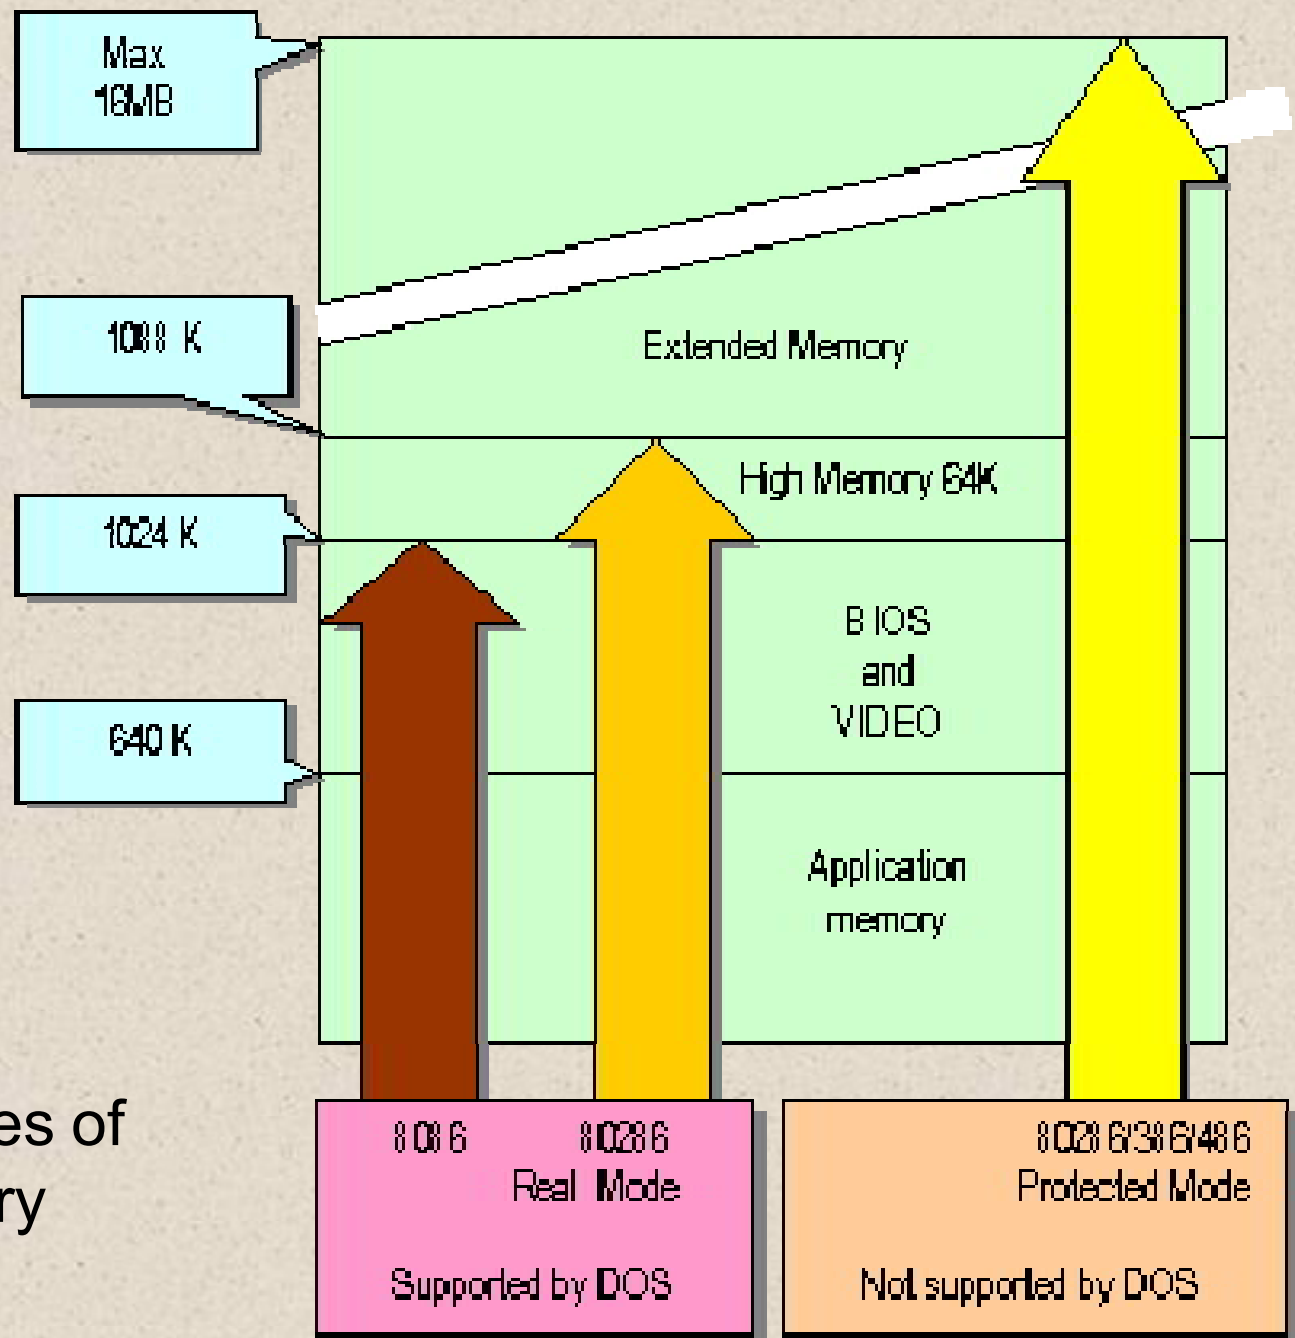 Max
16MB
1088 K
1024 K
640 K
Extended Memory
High Memory 64K
BIOS
and
VIDEO
Application
memory
es of
ry
8086 80286
Real Mode
Supported by DOS
80286/386/486
Protected Mode
Not supported by DOS